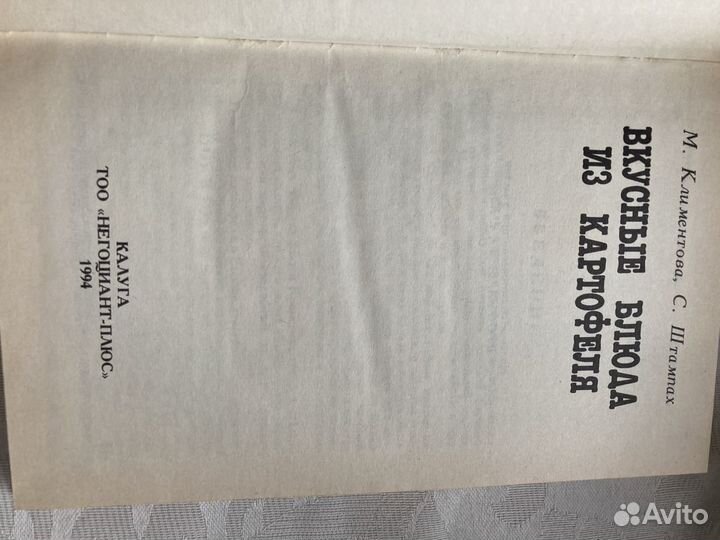 М. Климентова, С. Штампах
ВКУСНЫЕ БЛЮДА
ИЗ КАРТОФЕЛЯ
КАЛУГА
ТОО «НЕГОЦИАНТ-ПЛЮС»
1994
Avito